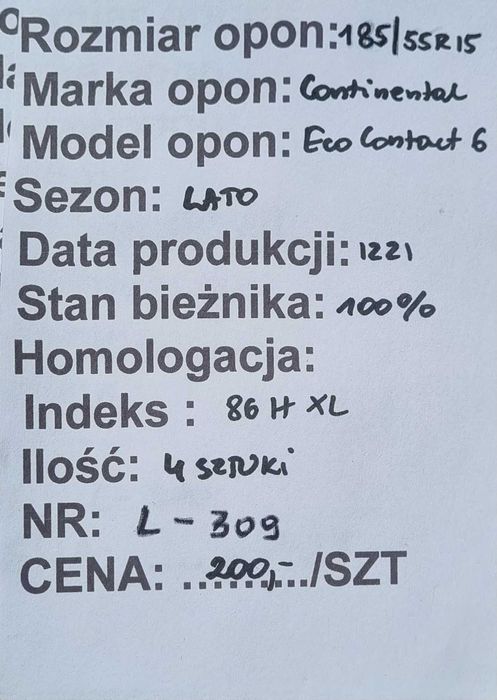 Rozmiar opon: 185/55R15
Marka opon: Continental
Model opon: Eco Contact 6
Sezon: LATO
Data produkcji: 1221
Stan bieżnika: 100%
Homologacja:
Indeks : 86 H XL
Ilość: 4 SZTUKI
NR: L - 309
CENA: ..200,-../SZT